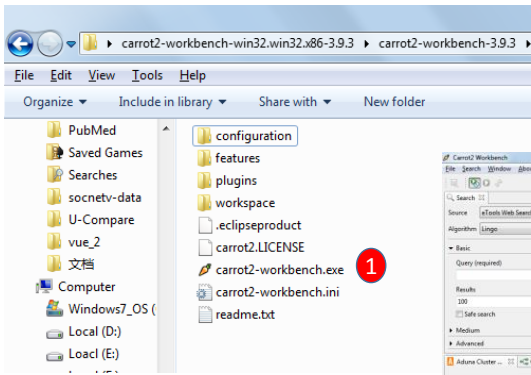 carrot2-workbench-win32.win32.x86-3.9.3 carrot2-workbench-3.9.3
File Edit View Tools Help
Organize Include in library Share with New folder
PubMed
Saved Games
Searches
socnetv-data
U-Compare
vue_2
文档
Computer
Windows7_OS (
Local (D:)
Loacl (E:)
configuration
features
plugins
workspace
.eclipseproduct
carrot2.LICENSE
carrot2-workbench.exe
1
carrot2-workbench.ini
readme.txt
Carrot2 Workbench
File Search Window Abou
Search
Source eTools Web Search
Algorithm Lingo
Basic
Query (required)
Results
100
Safe search
Medium
Advanced
Aduna Cluster ...